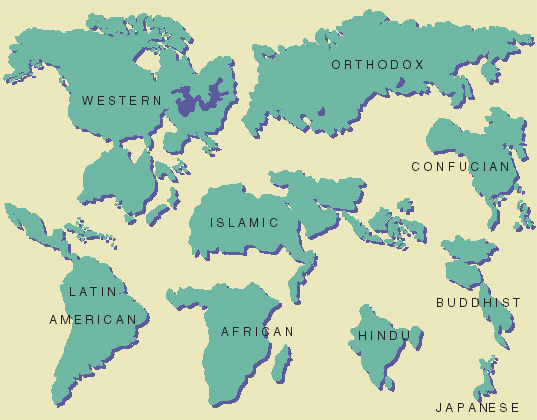 ORTHODOX
WESTERN
CONFUCIAN
ISLAMIC
LATIN
AMERICAN
AFRICAN
HINDU
BUDDHIST
JAPANESE